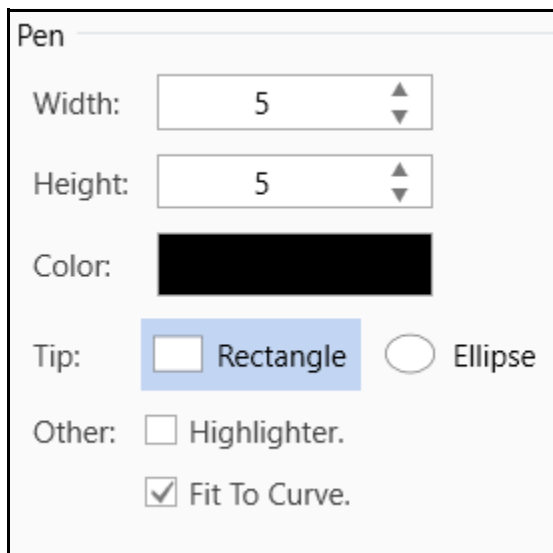 Pen
Width: 5
Height: 5
Color:
Tip: Rectangle Ellipse
Other: Highlighter.
Fit To Curve.